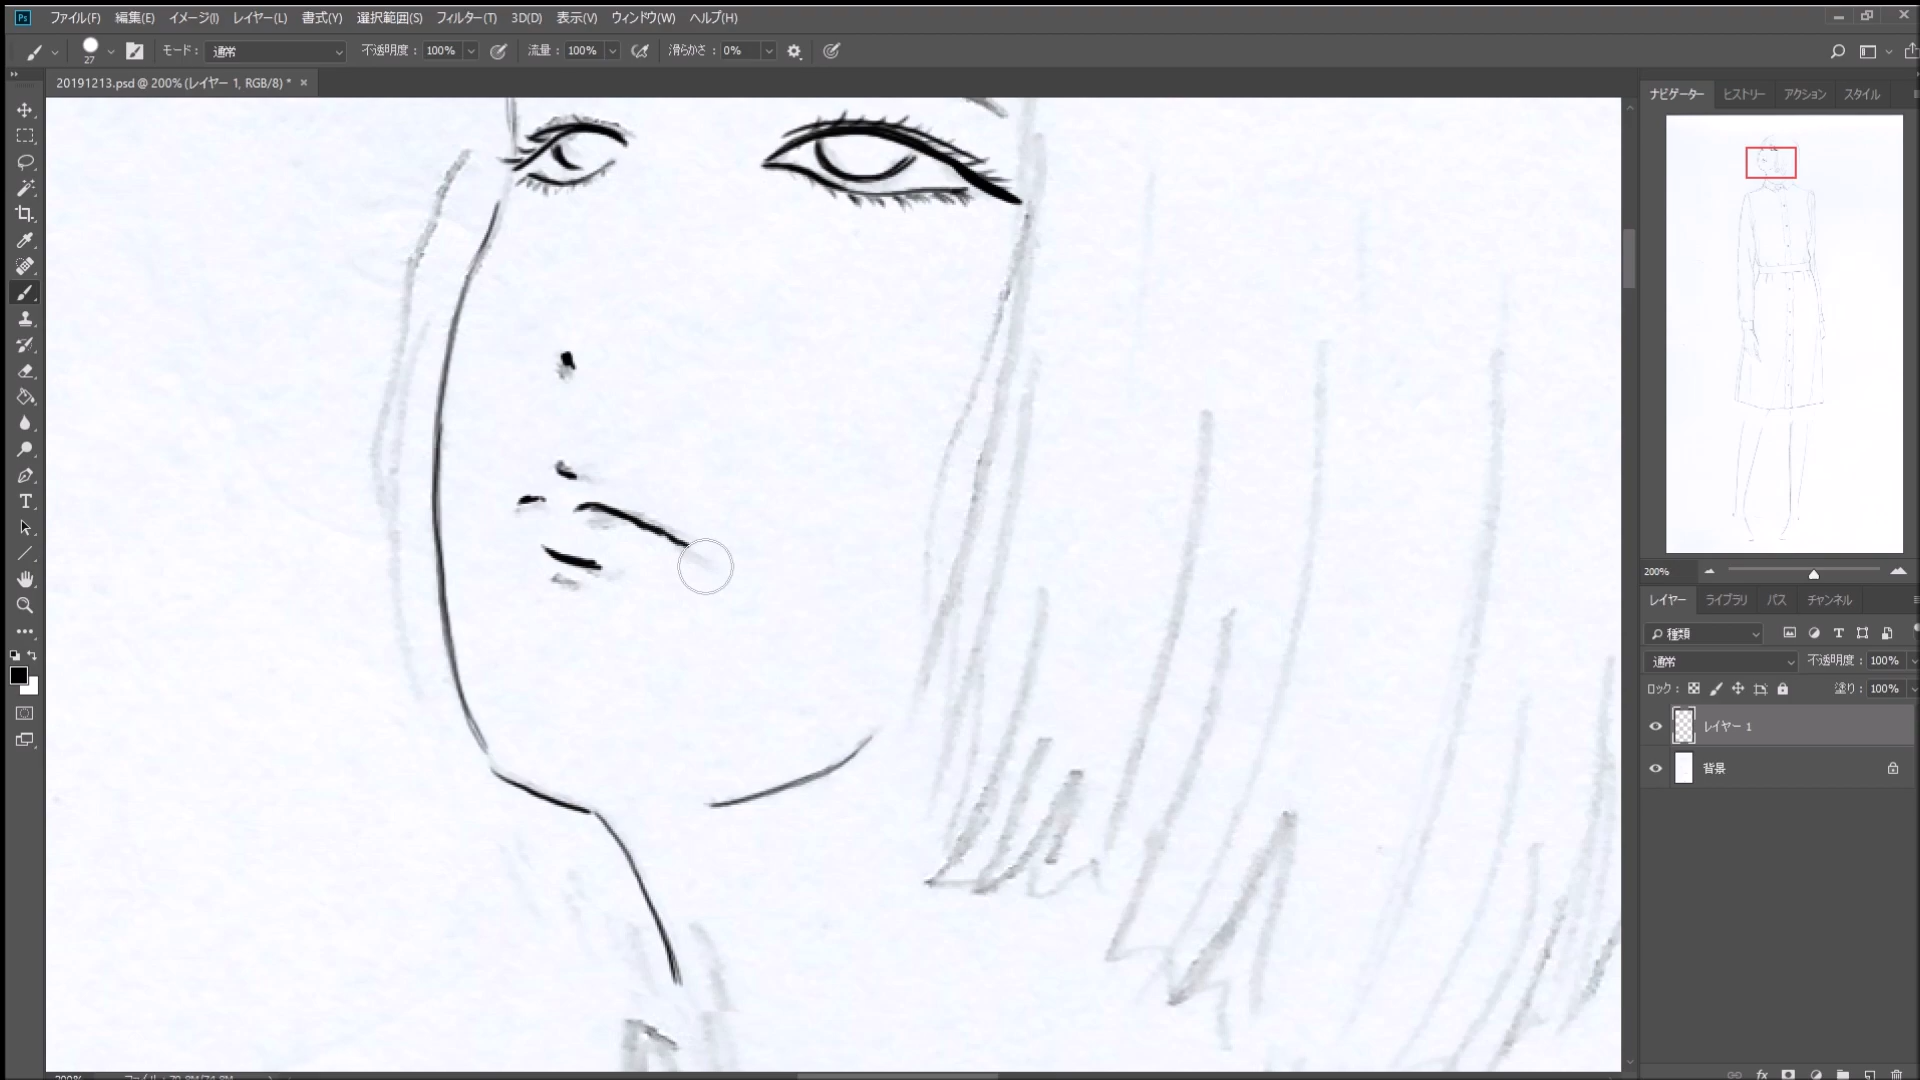 Ps ファイル(F) 編集(E) イメージ(I) レイヤー(L) 書式(Y) 選択範囲(S) フィルター(T) 3D(D) 表示(V) ウィンドウ(W) ヘルプ(H)
27 モード: 通常 不透明度: 100% 流量: 100% 滑らかさ: 0%
20191213.psd @ 200% (レイヤー 1, RGB/8) *
ナビゲーター ヒストリー アクション スタイル
200%
レイヤー ライブラリ パス チャンネル
種類
通常 不透明度: 100%
ロック: 塗り: 100%
レイヤー 1
背景
fx